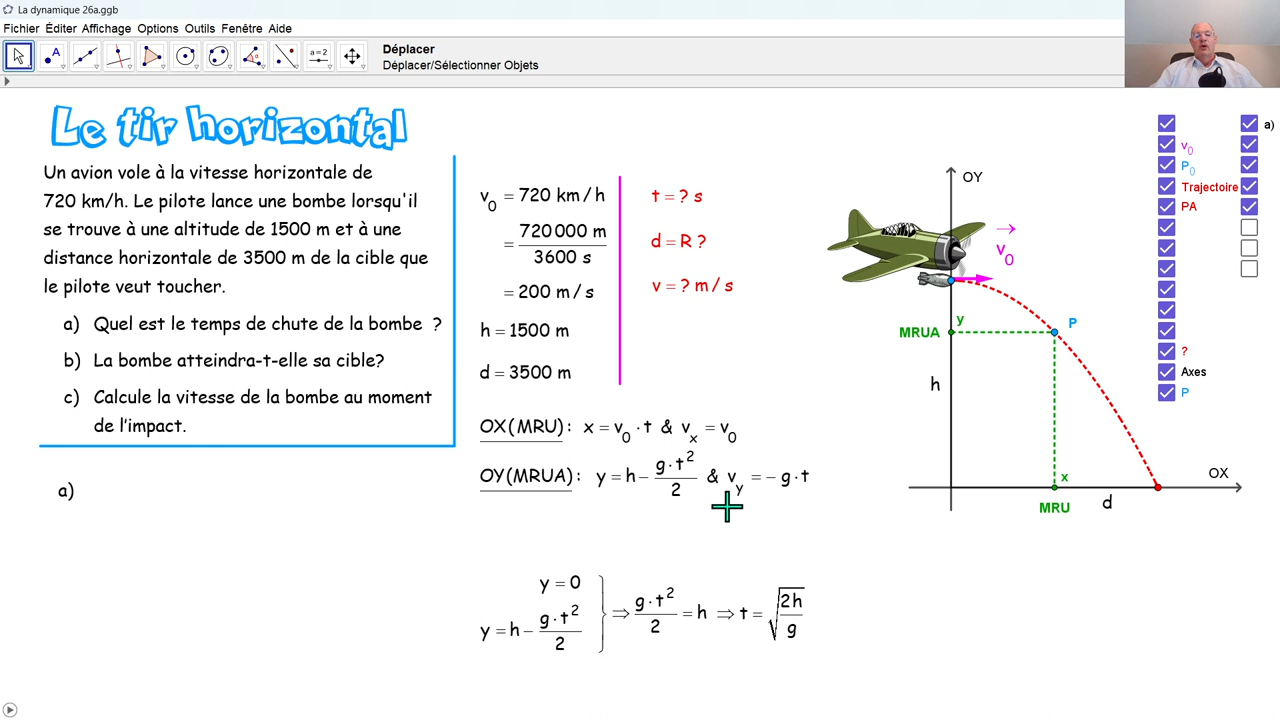 La dynamique 26a.ggb
Fichier Éditer Affichage Options Outils Fenêtre Aide
A
a=2
Déplacer
Déplacer/Sélectionner Objets
Le tir horizontal
Un avion vole à la vitesse horizontale de
720 km/h. Le pilote lance une bombe lorsqu'il
se trouve à une altitude de 1500 m et à une
distance horizontale de 3500 m de la cible que
le pilote veut toucher.
a) Quel est le temps de chute de la bombe ?
b) La bombe atteindra-t-elle sa cible?
c) Calcule la vitesse de la bombe au moment
de l'impact.
v₀ = 720 km/h
= 720 000 m / 3600 s
= 200 m/s
h = 1500 m
d = 3500 m
t = ? s
d = R ?
v = ? m/s
OX(MRU): x = v₀ · t & vₓ = v₀
OY(MRUA): y = h − g·t²/2 & v_y = − g·t
a)
y = 0
y = h − g·t²/2
} ⇒ g·t²/2 = h ⇒ t = √(2h/g)
OY
v₀
y
P
MRUA
h
x
OX
MRU
d
a)
v₀
P₀
Trajectoire
PA
?
Axes
P